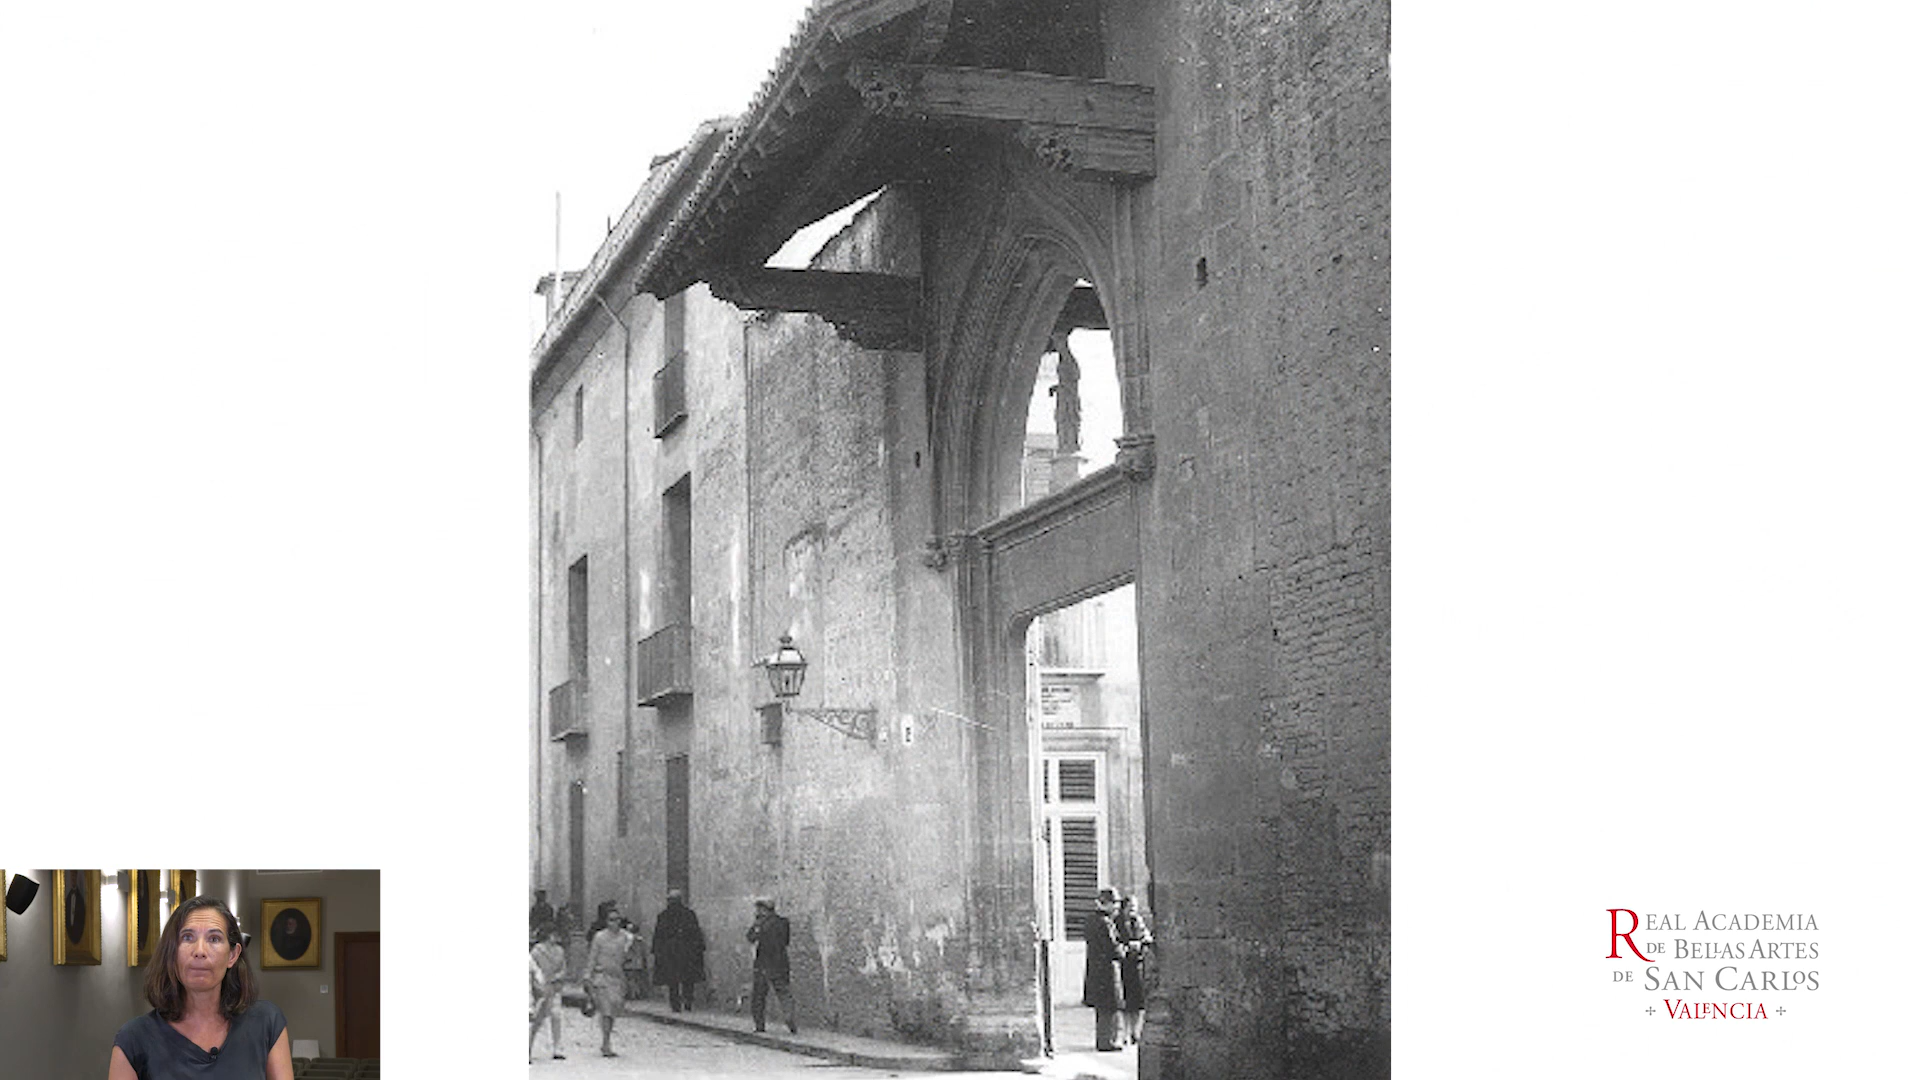 REAL ACADEMIA
DE BELLAS ARTES
DE SAN CARLOS
VALENCIA